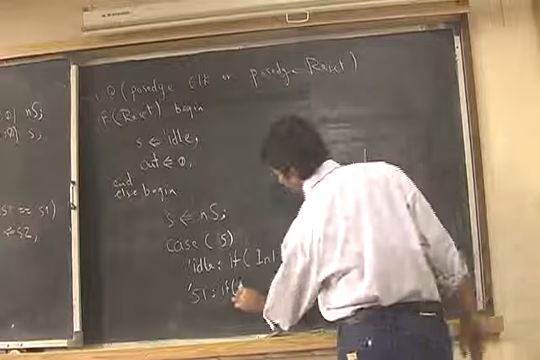 nS;
S;
== S1)
<= S2,
@(posedge Clk or posedge Reset)
if (Reset) begin
S <= 'idle,
out <= 0,
end
else begin
S <= nS;
case (S)
'idle: if ( In1
'S1: if(